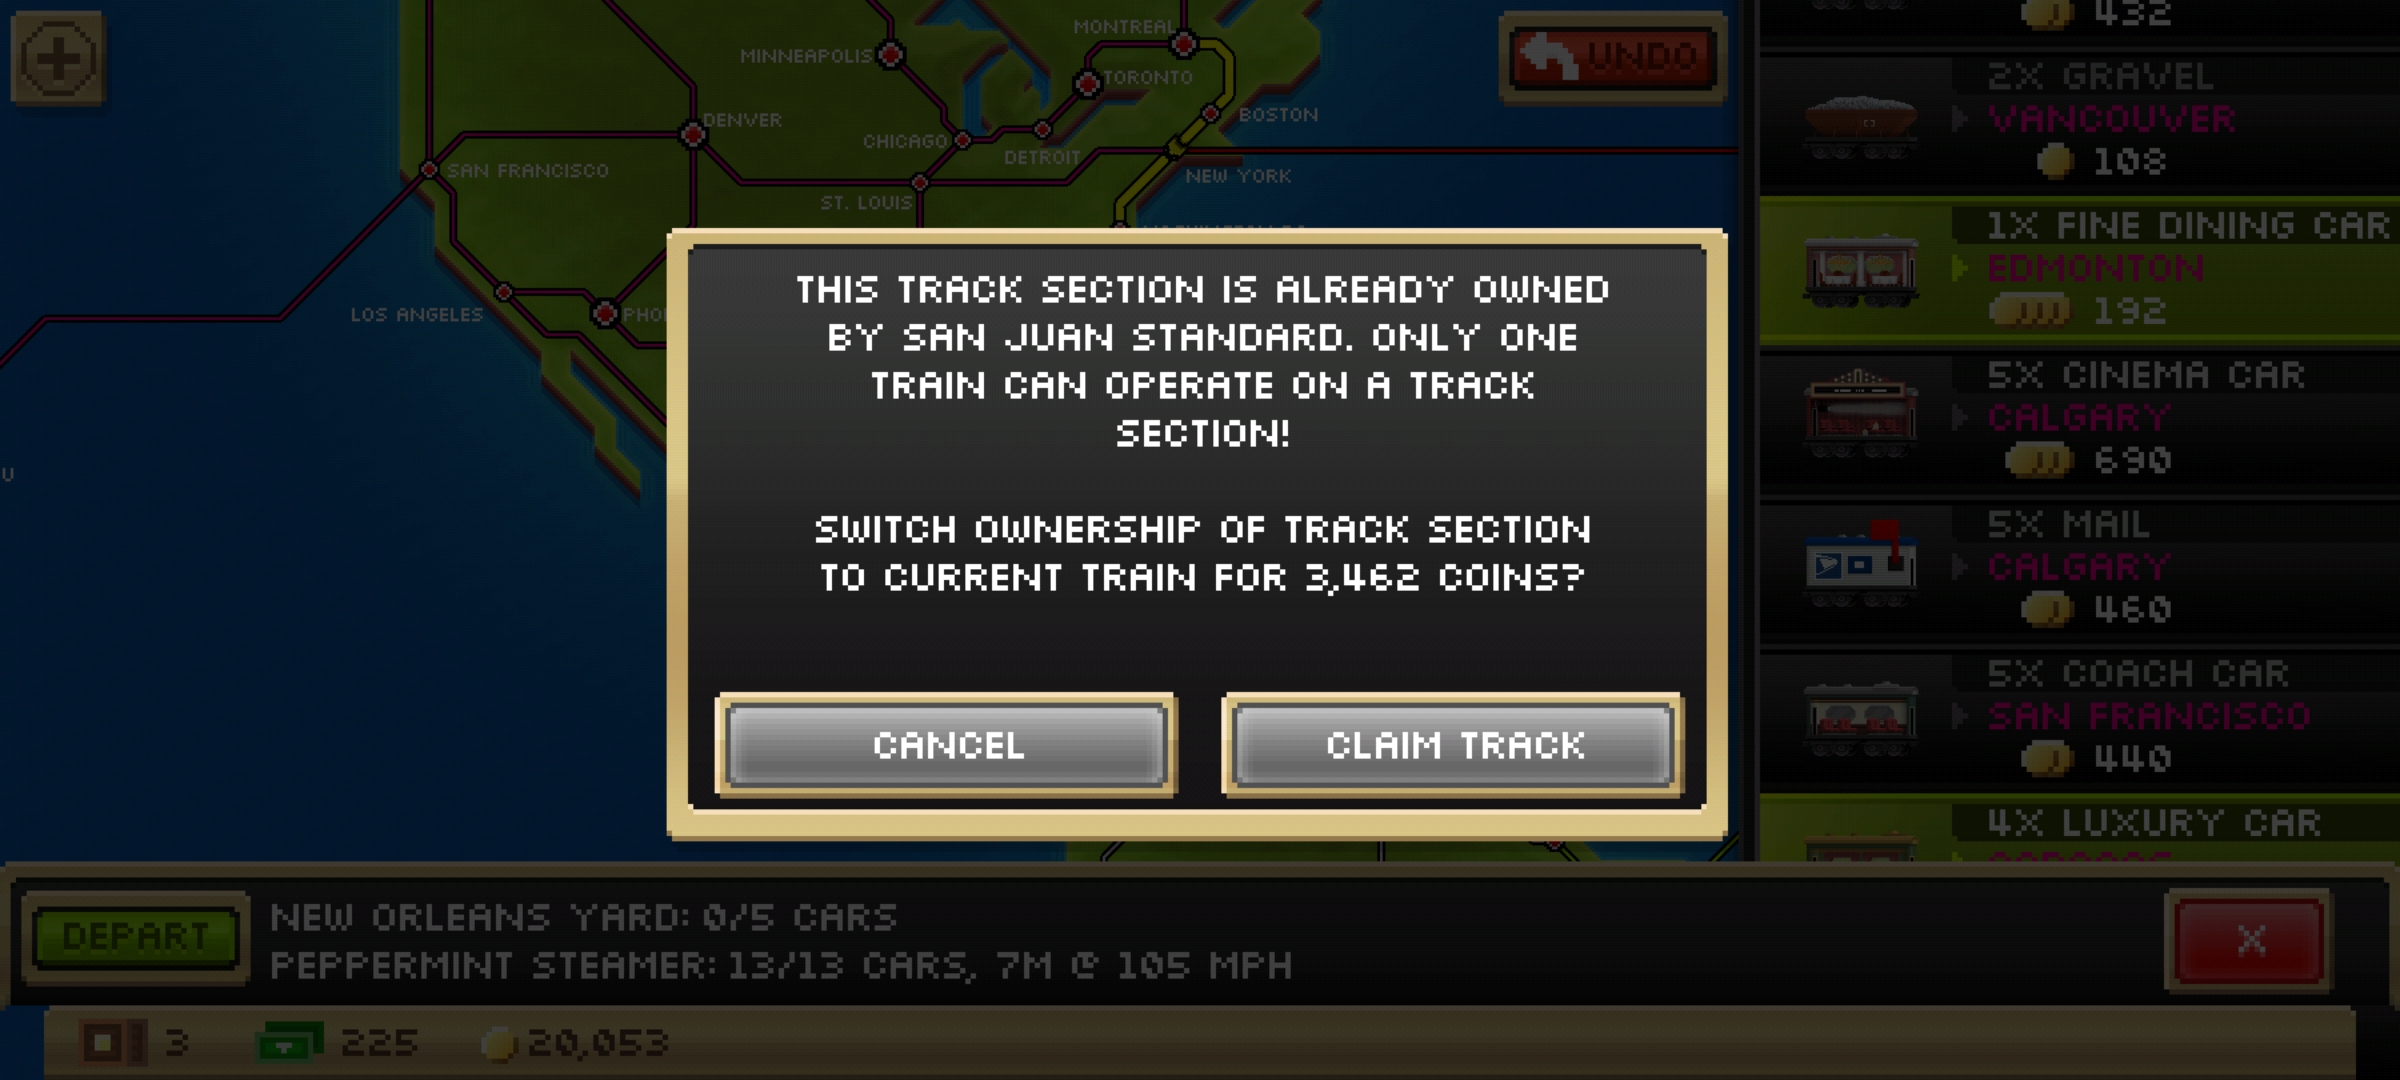 MONTREAL
MINNEAPOLIS
UNDO
TORONTO
DENVER
BOSTON
CHICAGO
DETROIT
SAN FRANCISCO
NEW YORK
ST. LOUIS
LOS ANGELES
U
432
2X GRAVEL
VANCOUVER
108
1X FINE DINING CAR
EDMONTON
192
5X CINEMA CAR
CALGARY
690
5X MAIL
CALGARY
460
5X COACH CAR
SAN FRANCISCO
440
4X LUXURY CAR
THIS TRACK SECTION IS ALREADY OWNED
BY SAN JUAN STANDARD. ONLY ONE
TRAIN CAN OPERATE ON A TRACK
SECTION!
SWITCH OWNERSHIP OF TRACK SECTION
TO CURRENT TRAIN FOR 3,462 COINS?
CANCEL
CLAIM TRACK
DEPART
NEW ORLEANS YARD: 0/5 CARS
PEPPERMINT STEAMER: 13/13 CARS, 7M @ 105 MPH
X
3
225
20,053